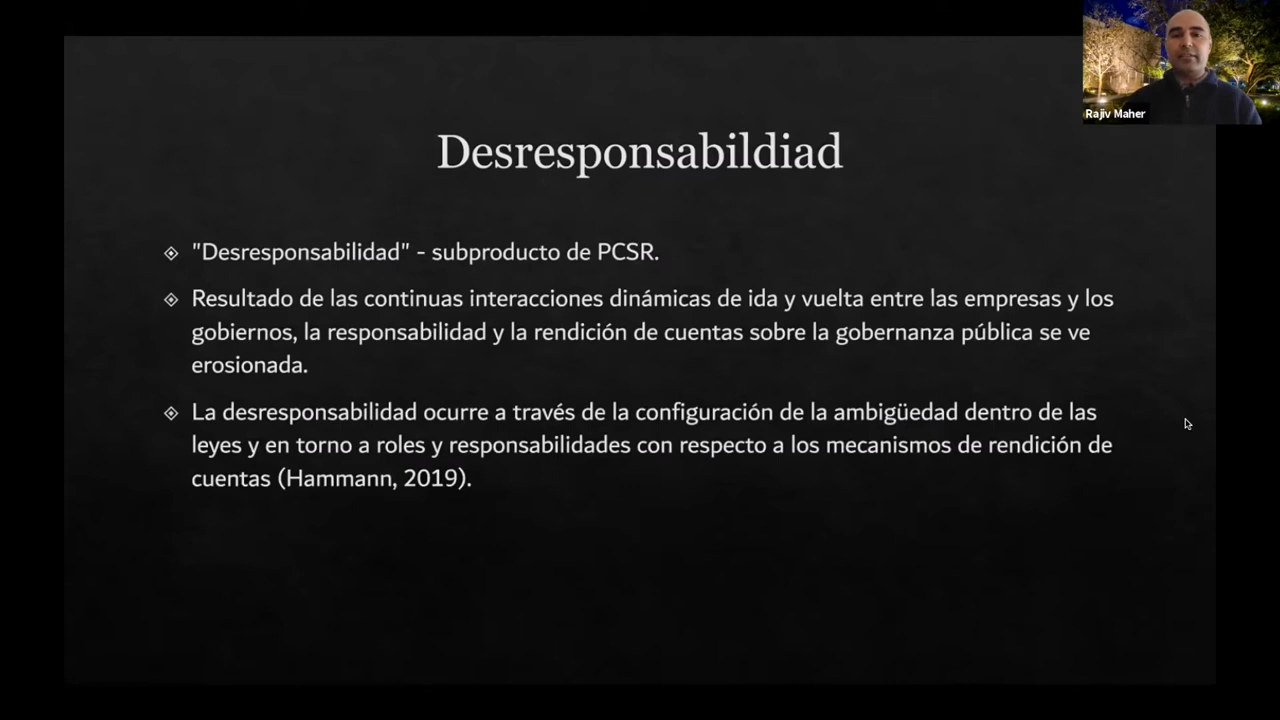 Rajiv Maher
Desresponsabildiad
"Desresponsabilidad" - subproducto de PCSR.
Resultado de las continuas interacciones dinámicas de ida y vuelta entre las empresas y los
gobiernos, la responsabilidad y la rendición de cuentas sobre la gobernanza pública se ve
erosionada.
La desresponsabilidad ocurre a través de la configuración de la ambigüedad dentro de las
leyes y en torno a roles y responsabilidades con respecto a los mecanismos de rendición de
cuentas (Hammann, 2019).